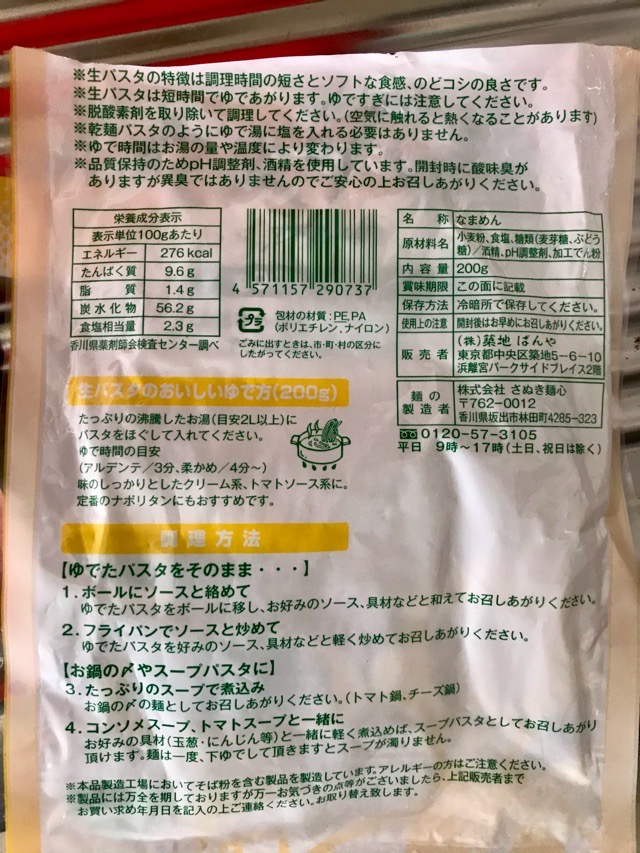 ※生パスタの特徴は調理時間の短さとソフトな食感、のどコシの良さです。
※生パスタは短時間でゆであがります。ゆですぎには注意してください。
※脱酸素剤を取り除いて調理してください。(空気に触れると熱くなることがあります)
※乾麺パスタのようにゆで湯に塩を入れる必要はありません。
※ゆで時間はお湯の量や温度により変わります。
※品質保持のためpH調整剤、酒精を使用しています。開封時に酸味臭が
ありますが異臭ではありませんのでご安心の上お召しあがりください。
栄養成分表示
表示単位100gあたり
エネルギー 276kcal
たんぱく質 9.6g
脂質 1.4g
炭水化物 56.2g
食塩相当量 2.3g
香川県薬剤師会検査センター調べ
4 571157 290737
プラ
包材の材質:PE,PA
(ポリエチレン、ナイロン)
ごみに出すときは、市・町・村の区分に
したがってください。
名称 なまめん
原材料名 小麦粉、食塩、糖類(麦芽糖、ぶどう
糖)/酒精、pH調整剤、加工でん粉
内容量 200g
賞味期限 この面に記載
保存方法 冷暗所で保存してください。
使用上の注意 開封後はお早めにお召しあがりください。
販売者 (株)築地ばんや
東京都中央区築地5-6-10
浜離宮パークサイドプレイス2階
麺の製造者 株式会社 さぬき麺心
〒762-0012
香川県坂出市林田町4285-323
0120-57-3105
平日 9時～17時(土日、祝日は除く)
生パスタのおいしいゆで方(200g)
たっぷりの沸騰したお湯(目安2L以上)に
パスタをほぐして入れてください。
ゆで時間の目安
(アルデンテ/3分、柔かめ/4分～)
味のしっかりとしたクリーム系、トマトソース系に。
定番のナポリタンにもおすすめです。
調理方法
【ゆでたパスタをそのまま・・・】
1.ボールにソースと絡めて
ゆでたパスタをボールに移し、お好みのソース、具材などと和えてお召しあがりください。
2.フライパンでソースと炒めて
ゆでたパスタを好みのソース、具材などと軽く炒めてお召しあがりください。
【お鍋の〆やスープパスタに】
3.たっぷりのスープで煮込み
お鍋の〆の麺としてお召しあがりください。(トマト鍋、チーズ鍋)
4.コンソメスープ、トマトスープと一緒に
お好みの具材(玉葱・にんじん等)と一緒に軽く煮込めば、スープパスタとしてお召しあがり
頂けます。麺は一度、下ゆでして頂きますとスープが濁りません。
※本品製造工場においてそば粉を含む製品を製造しています。アレルギーの方はご注意ください。
※製品には万全を期しておりますが万一お気づきの点等がございましたら、上記販売者まで
お買い求め年月日を記入の上ご連絡ください。お取り替え致します。